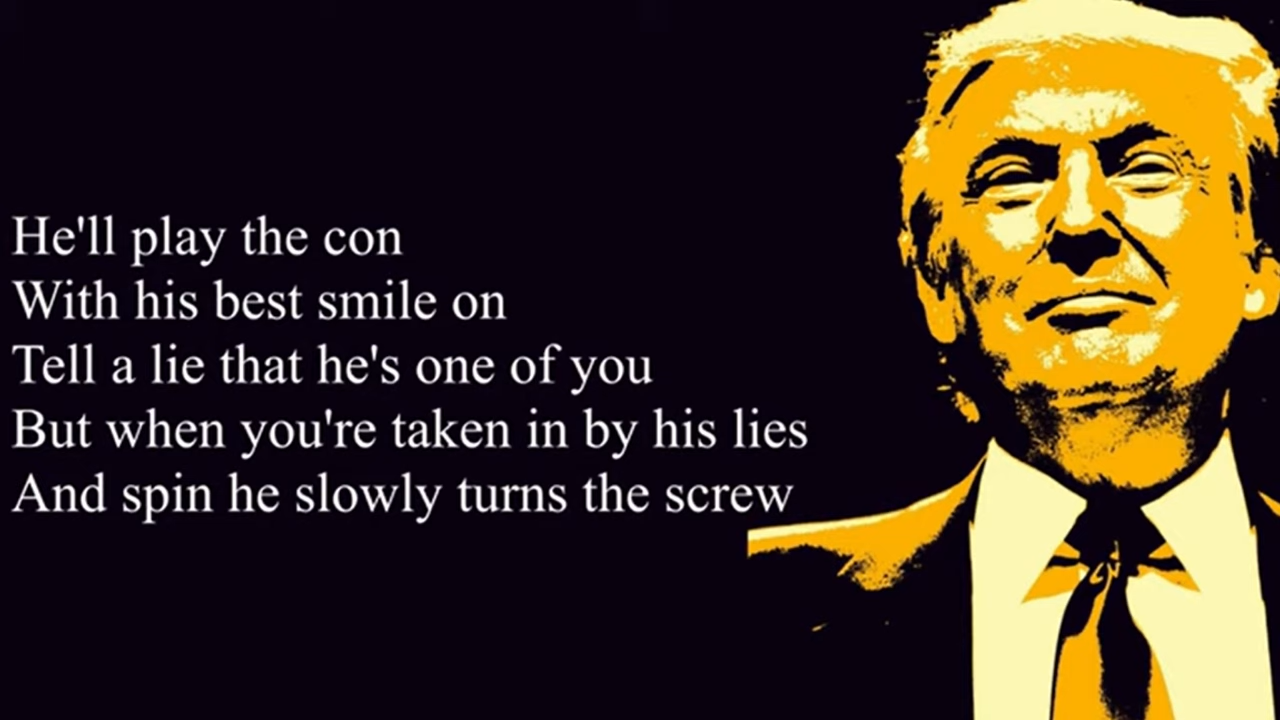 He'll play the con
With his best smile on
Tell a lie that he's one of you
But when you're taken in by his lies
And spin he slowly turns the screw